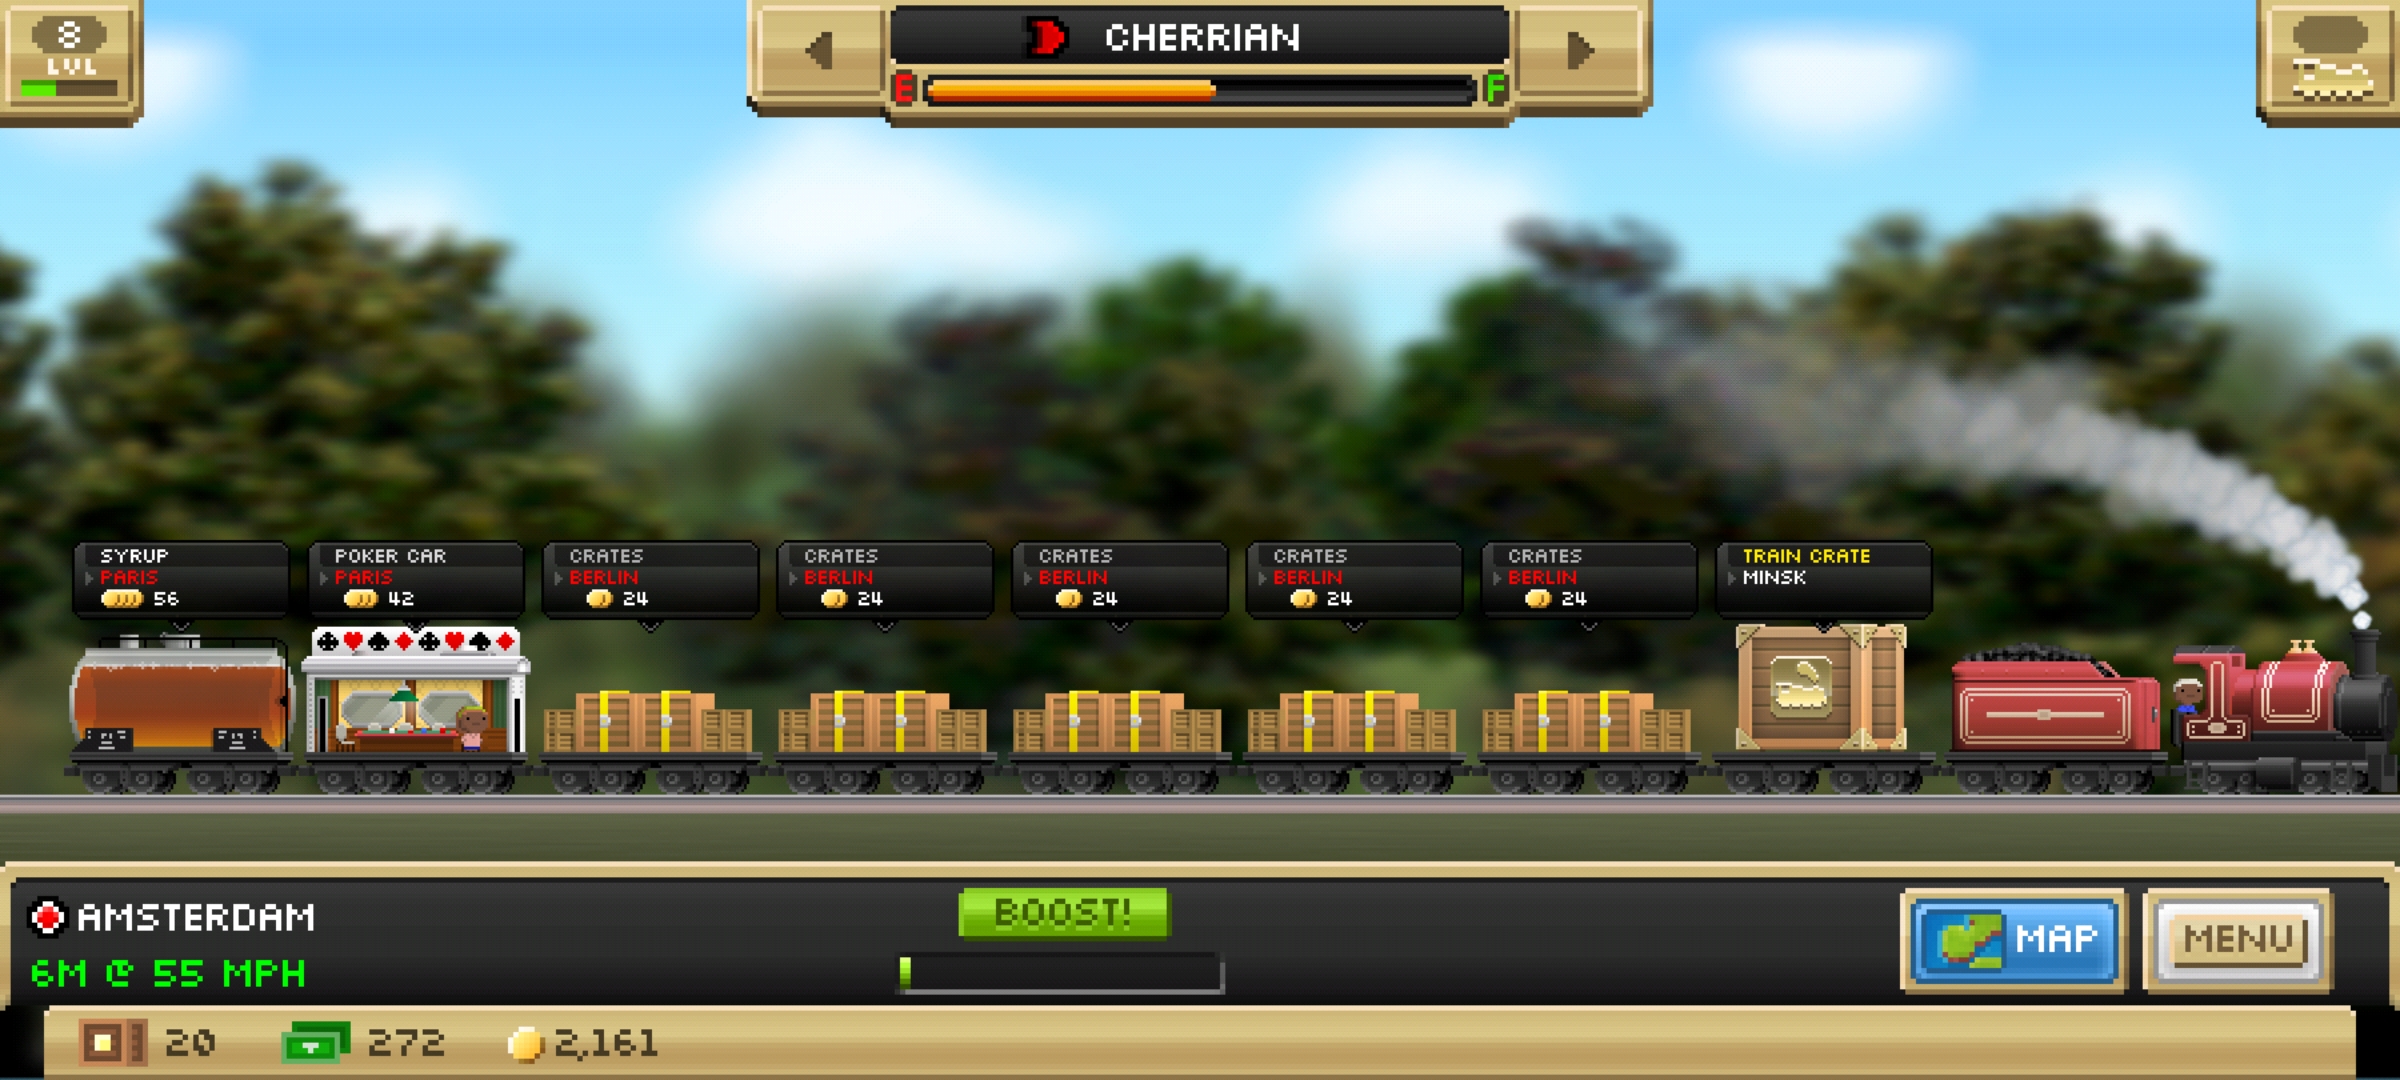 8
LVL
CHERRIAN
E F
SYRUP
PARIS
56
POKER CAR
PARIS
42
CRATES
BERLIN
24
CRATES
BERLIN
24
CRATES
BERLIN
24
CRATES
BERLIN
24
CRATES
BERLIN
24
TRAIN CRATE
MINSK
AMSTERDAM
6M @ 55 MPH
BOOST!
MAP
MENU
20 272 2,161